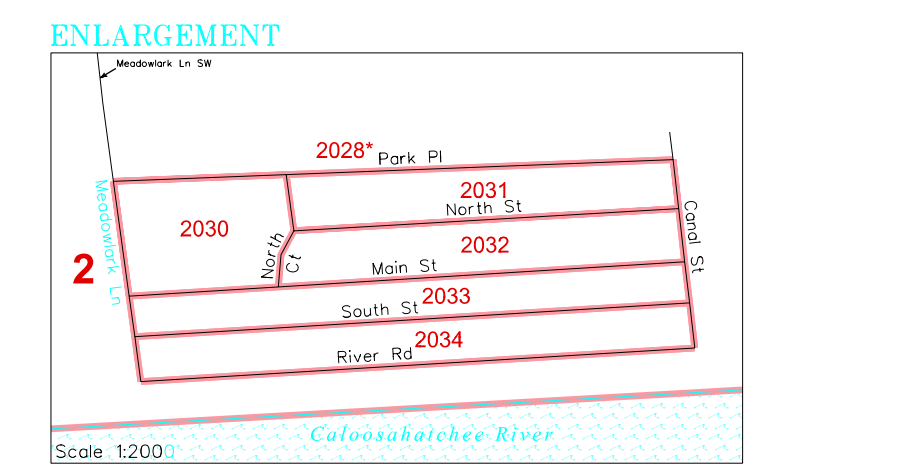 ENLARGEMENT
Meadowlark Ln SW
2028*
Park Pl
Meadowlark Ln
2031
North St
Canal St
2030
2032
North Ct
2
Main St
2033
South St
2034
River Rd
Caloosahatchee River
Scale 1:2000